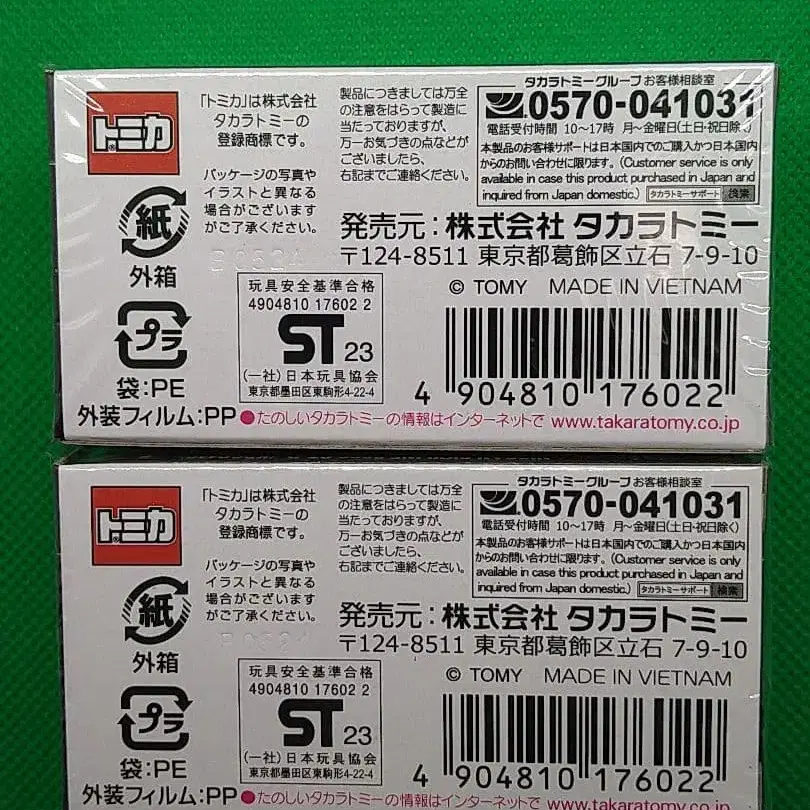 トミカ
「トミカ」は株式会社
タカラトミーの
登録商標です。
パッケージの写真や
イラストと異なる
場合がございます
がご了承ください。
製品につきましては万全
の注意をはらって製造に
当たっておりますが、
万一お気づきの点などが
ございましたら、
右記までご連絡ください。
タカラトミーグループ お客様相談室
0570-041031
電話受付時間 10～17時 月～金曜日(土日・祝日除く)
本製品のお客様サポートは日本国内でのご購入かつ日本国内
からのお問い合わせに限ります。(Customer service is only
available in case this product purchased in Japan and
inquired from Japan domestic.) タカラトミーサポート 検索
発売元：株式会社 タカラトミー
〒124-8511 東京都葛飾区立石 7-9-10
© TOMY MADE IN VIETNAM
紙
外箱
プラ
袋：PE
外装フィルム：PP
玩具安全基準合格
4904810 17602 2
ST 23
(一社)日本玩具協会
東京都墨田区東駒形4-22-4
4 904810 176022
●たのしいタカラトミーの情報はインターネットで www.takaratomy.co.jp
トミカ
「トミカ」は株式会社
タカラトミーの
登録商標です。
パッケージの写真や
イラストと異なる
場合がございます
がご了承ください。
製品につきましては万全
の注意をはらって製造に
当たっておりますが、
万一お気づきの点などが
ございましたら、
右記までご連絡ください。
タカラトミーグループ お客様相談室
0570-041031
電話受付時間 10～17時 月～金曜日(土日・祝日除く)
本製品のお客様サポートは日本国内でのご購入かつ日本国内
からのお問い合わせに限ります。(Customer service is only
available in case this product purchased in Japan and
inquired from Japan domestic.) タカラトミーサポート 検索
発売元：株式会社 タカラトミー
〒124-8511 東京都葛飾区立石 7-9-10
© TOMY MADE IN VIETNAM
紙
外箱
プラ
袋：PE
外装フィルム：PP
玩具安全基準合格
4904810 17602 2
ST 23
(一社)日本玩具協会
東京都墨田区東駒形4-22-4
4 904810 176022
●たのしいタカラトミーの情報はインターネットで www.takaratomy.co.jp